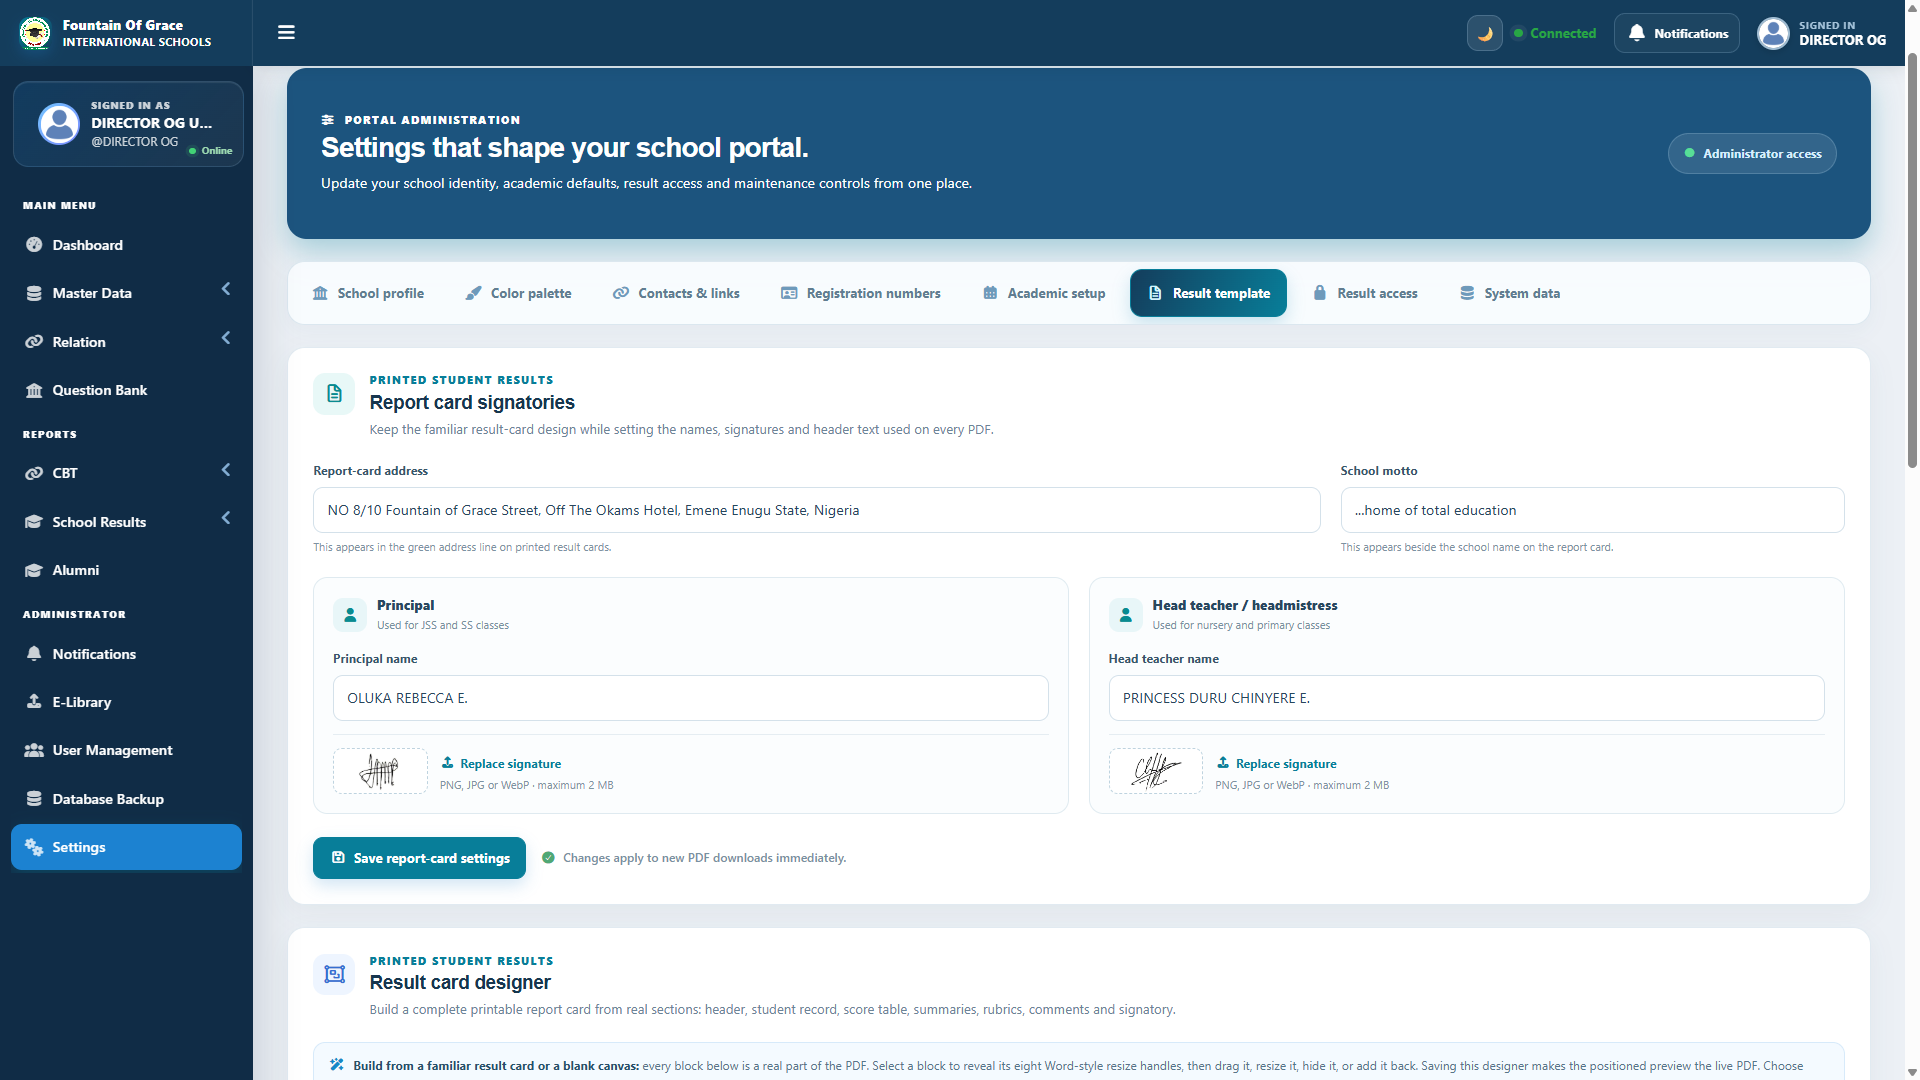 Fountain Of Grace
INTERNATIONAL SCHOOLS
Connected
Notifications
SIGNED IN
DIRECTOR OG
SIGNED IN AS
DIRECTOR OG U...
@DIRECTOR OG
Online
MAIN MENU
Dashboard
Master Data
Relation
Question Bank
REPORTS
CBT
School Results
Alumni
ADMINISTRATOR
Notifications
E-Library
User Management
Database Backup
Settings
PORTAL ADMINISTRATION
Settings that shape your school portal.
Update your school identity, academic defaults, result access and maintenance controls from one place.
Administrator access
School profile
Color palette
Contacts & links
Registration numbers
Academic setup
Result template
Result access
System data
PRINTED STUDENT RESULTS
Report card signatories
Keep the familiar result-card design while setting the names, signatures and header text used on every PDF.
Report-card address
NO 8/10 Fountain of Grace Street, Off The Okams Hotel, Emene Enugu State, Nigeria
This appears in the green address line on printed result cards.
School motto
...home of total education
This appears beside the school name on the report card.
Principal
Used for JSS and SS classes
Principal name
OLUKA REBECCA E.
Replace signature
PNG, JPG or WebP · maximum 2 MB
Head teacher / headmistress
Used for nursery and primary classes
Head teacher name
PRINCESS DURU CHINYERE E.
Replace signature
PNG, JPG or WebP · maximum 2 MB
Save report-card settings
Changes apply to new PDF downloads immediately.
PRINTED STUDENT RESULTS
Result card designer
Build a complete printable report card from real sections: header, student record, score table, summaries, rubrics, comments and signatory.
Build from a familiar result card or a blank canvas: every block below is a real part of the PDF. Select a block to reveal its eight Word-style resize handles, then drag it, resize it, hide it, or add it back. Saving this designer makes the positioned preview the live PDF. Choose